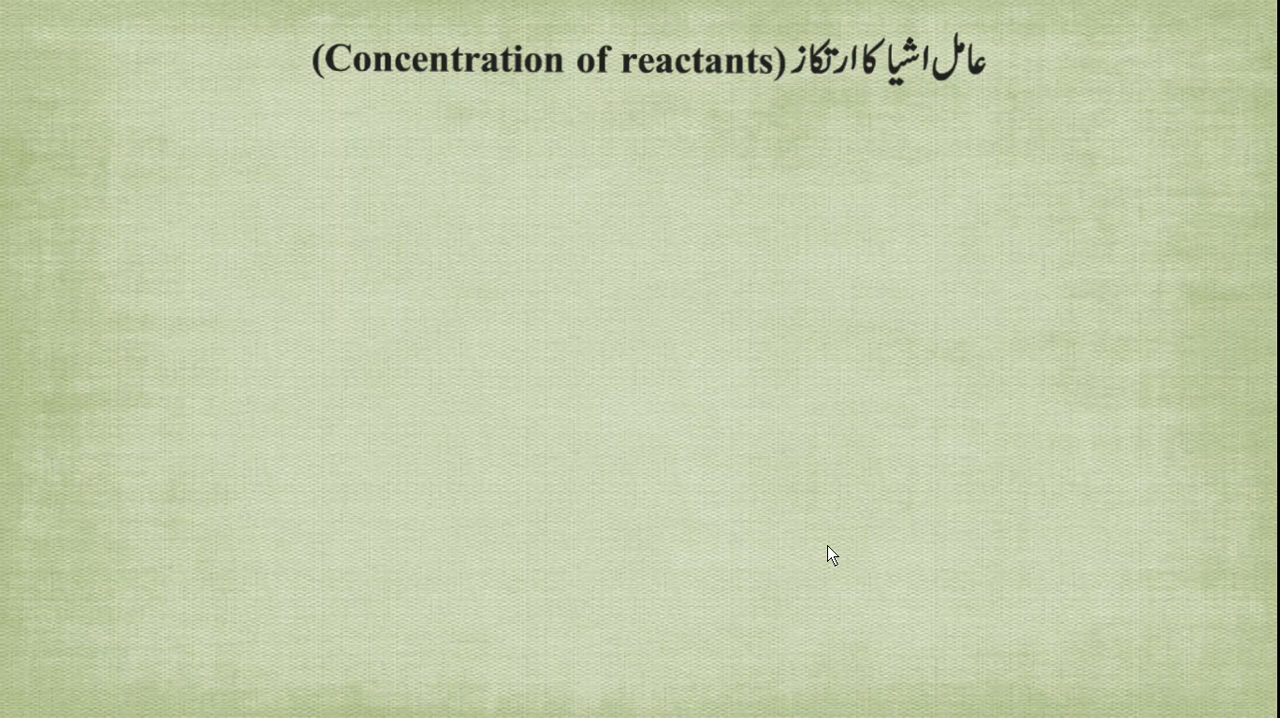 عامل اشیا کا ارتکاز (Concentration of reactants)